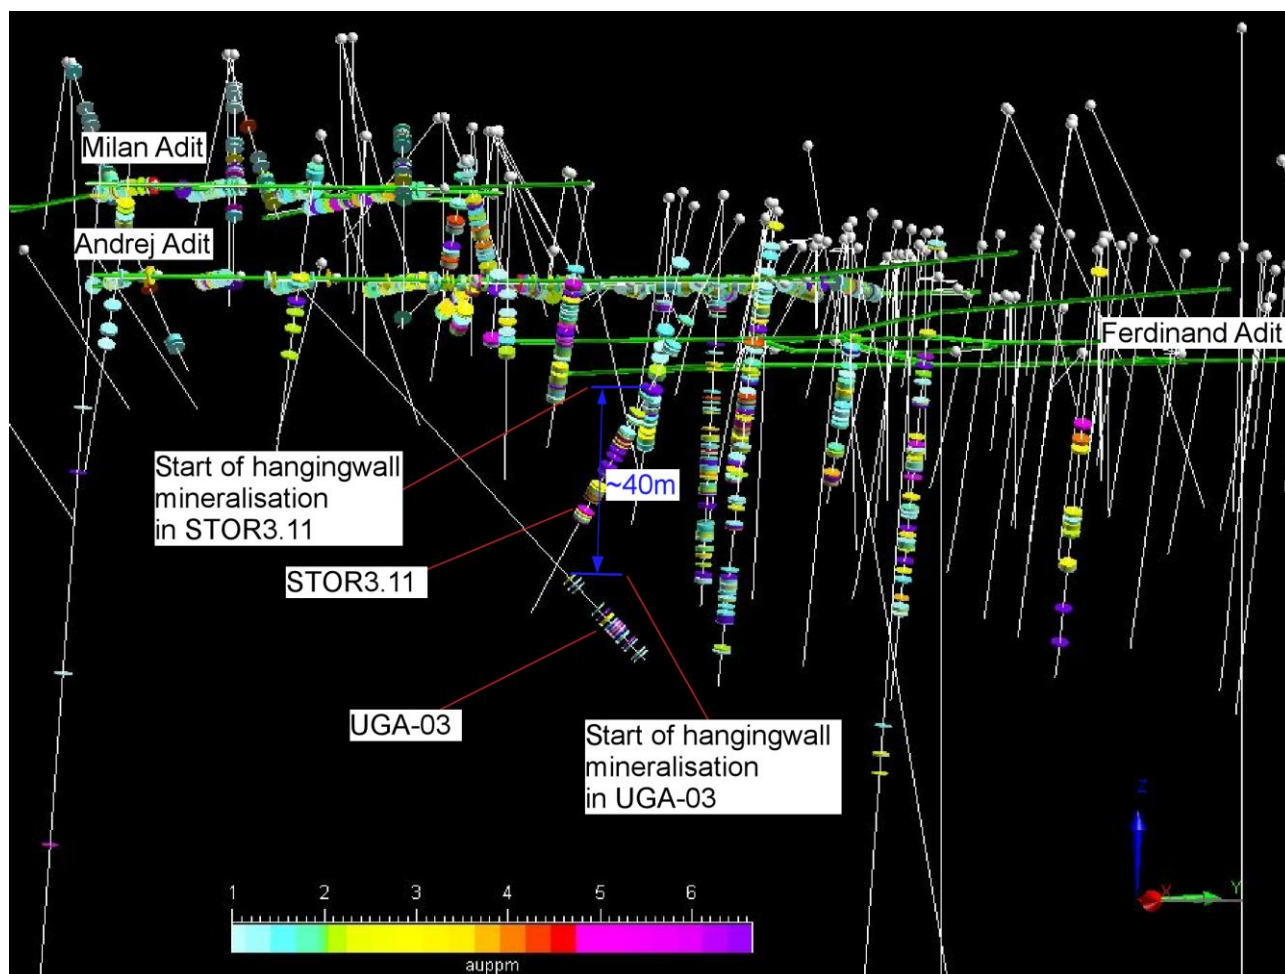 Milan Adit
Andrej Adit
Ferdinand Adit
Start of hangingwall
mineralisation
in STOR3.11
~40m
STOR3.11
UGA-03
Start of hangingwall
mineralisation
in UGA-03
Z
X
Y
1 2 3 4 5 6
auppm